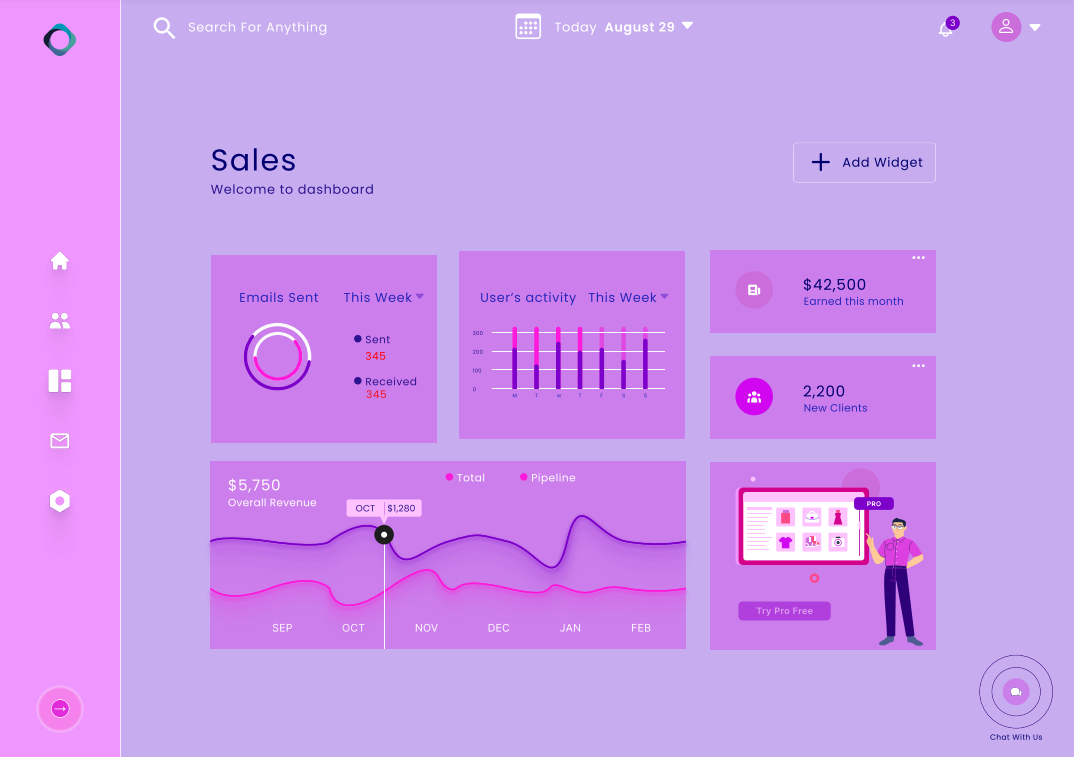 Search For Anything
Today August 29
3
Sales
Welcome to dashboard
Add Widget
Emails Sent This Week
Sent
345
Received
345
User's activity This Week
300
200
100
0
M T W T F S S
$42,500
Earned this month
2,200
New Clients
$5,750
Overall Revenue
Total Pipeline
OCT $1,280
SEP OCT NOV DEC JAN FEB
PRO
Try Pro Free
Chat With Us